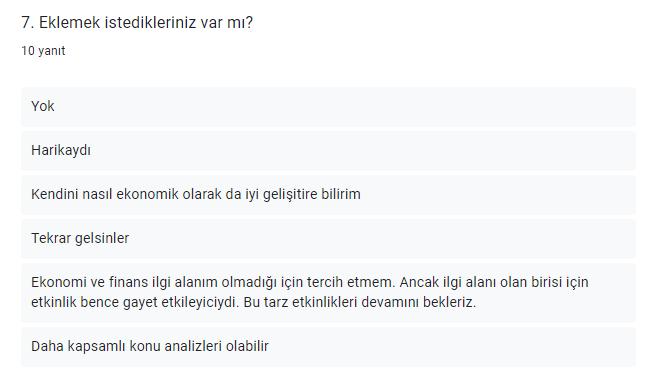 7. Eklemek istedikleriniz var mı?
10 yanıt
Yok
Harikaydı
Kendini nasıl ekonomik olarak da iyi gelişitire bilirim
Tekrar gelsinler
Ekonomi ve finans ilgi alanım olmadığı için tercih etmem. Ancak ilgi alanı olan birisi için
etkinlik bence gayet etkileyiciydi. Bu tarz etkinlikleri devamını bekleriz.
Daha kapsamlı konu analizleri olabilir